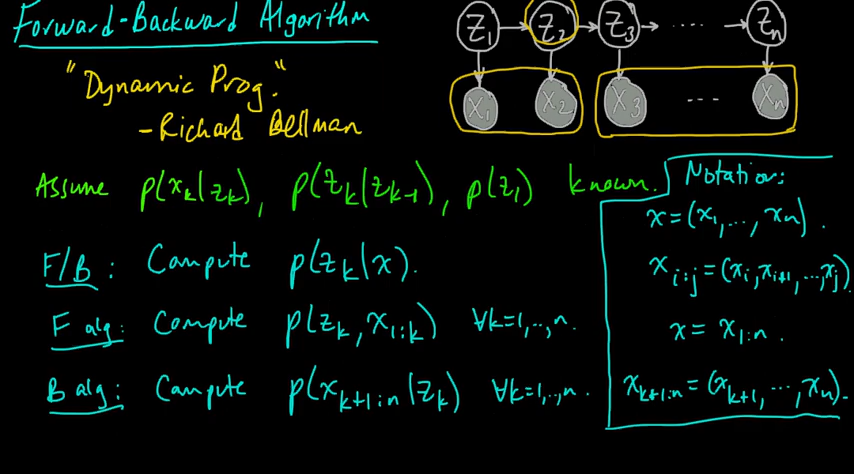 Forward-Backward Algorithm
"Dynamic Prog."
-Richard Bellman
Z₁ Z₂ Z₃ ..... Zₙ
X₁ X₂ X₃ ... Xₙ
Assume p(xₖ|zₖ), p(zₖ|zₖ₋₁), p(z₁) known.
F/B: Compute p(zₖ|x).
F alg: Compute p(zₖ, x₁:ₖ) ∀k=1,..,n.
B alg: Compute p(xₖ₊₁:ₙ|zₖ) ∀k=1,..,n.
Notation:
x=(x₁,...,xₙ).
xᵢ:ⱼ=(xᵢ,xᵢ₊₁,...,xⱼ)
x = x₁:ₙ.
xₖ₊₁:ₙ=(xₖ₊₁,...,xₙ).